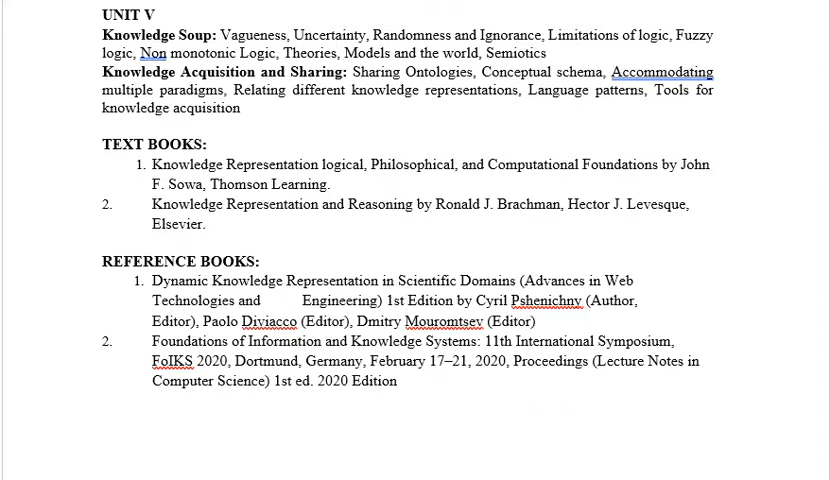 UNIT V
Knowledge Soup: Vagueness, Uncertainty, Randomness and Ignorance, Limitations of logic, Fuzzy
logic, Non monotonic Logic, Theories, Models and the world, Semiotics
Knowledge Acquisition and Sharing: Sharing Ontologies, Conceptual schema, Accommodating
multiple paradigms, Relating different knowledge representations, Language patterns, Tools for
knowledge acquisition
TEXT BOOKS:
1. Knowledge Representation logical, Philosophical, and Computational Foundations by John
F. Sowa, Thomson Learning.
2. Knowledge Representation and Reasoning by Ronald J. Brachman, Hector J. Levesque,
Elsevier.
REFERENCE BOOKS:
1. Dynamic Knowledge Representation in Scientific Domains (Advances in Web
Technologies and Engineering) 1st Edition by Cyril Pshenichny (Author,
Editor), Paolo Diviacco (Editor), Dmitry Mouromtsev (Editor)
2. Foundations of Information and Knowledge Systems: 11th International Symposium,
FoIKS 2020, Dortmund, Germany, February 17–21, 2020, Proceedings (Lecture Notes in
Computer Science) 1st ed. 2020 Edition